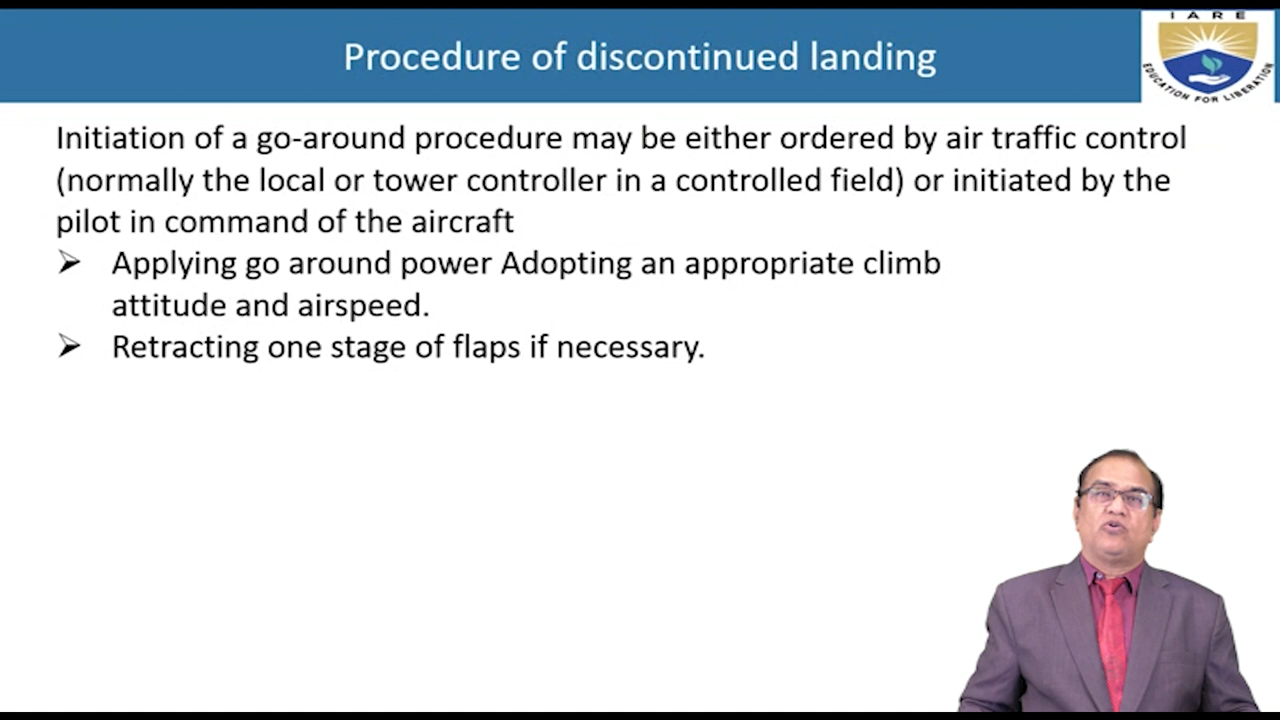 Procedure of discontinued landing
I A R E
EDUCATION FOR LIBERATION
Initiation of a go-around procedure may be either ordered by air traffic control
(normally the local or tower controller in a controlled field) or initiated by the
pilot in command of the aircraft
➢ Applying go around power Adopting an appropriate climb
attitude and airspeed.
➢ Retracting one stage of flaps if necessary.